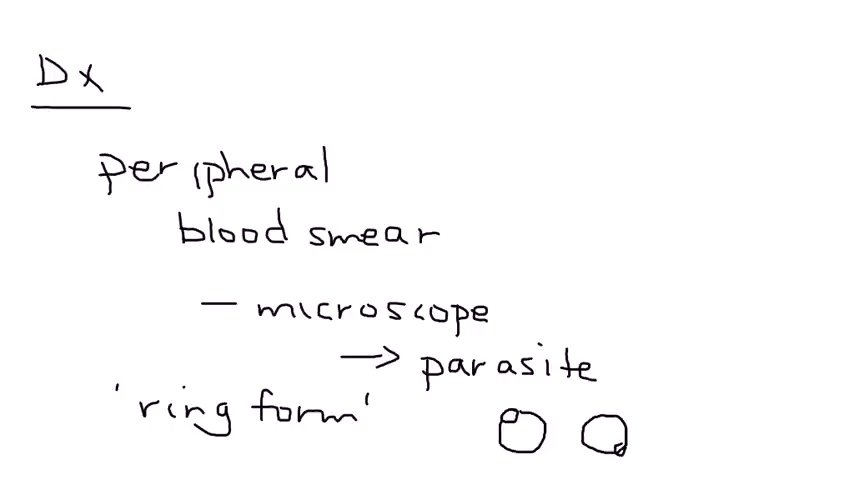 Dx
peripheral
blood smear
— microscope
→ parasite
'ring form'